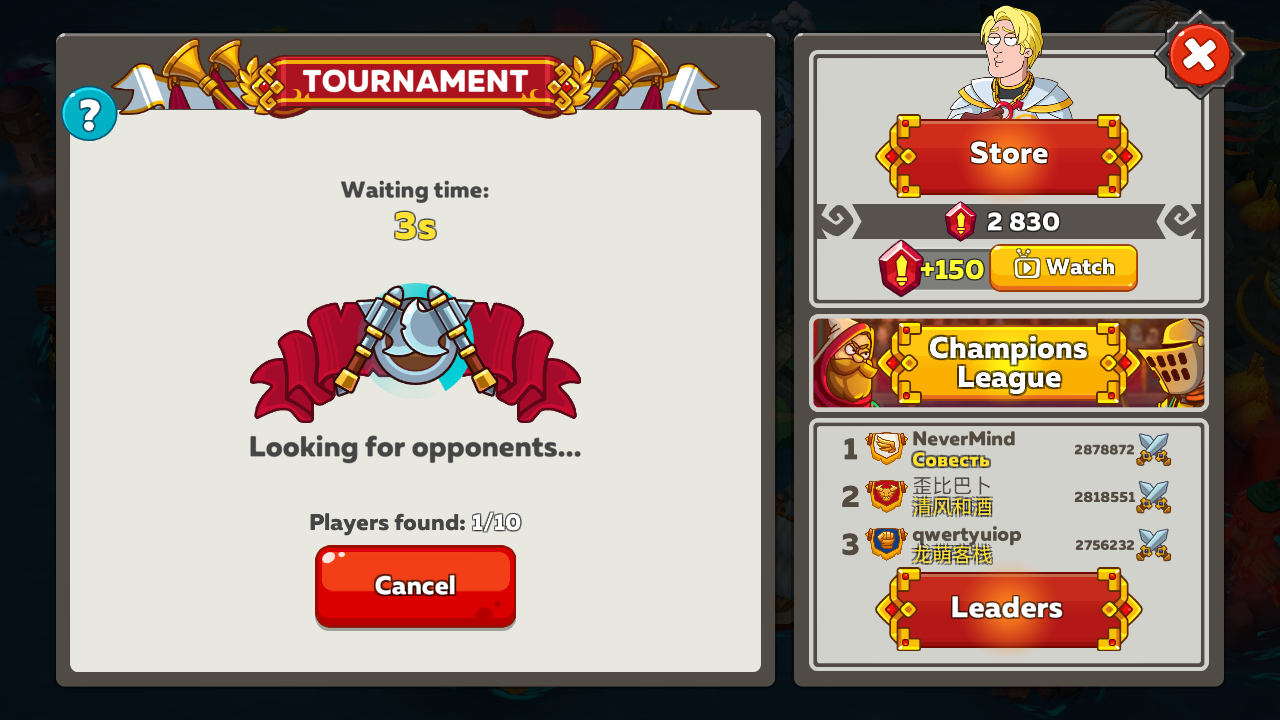 TOURNAMENT
?
Waiting time:
3s
Looking for opponents...
Players found: 1/10
Cancel
Store
2 830
+150
Watch
Champions
League
1
NeverMind
Совесть
2878872
2
歪比巴卜
清风和酒
2818551
3
qwertyuiop
龙萌客栈
2756232
Leaders